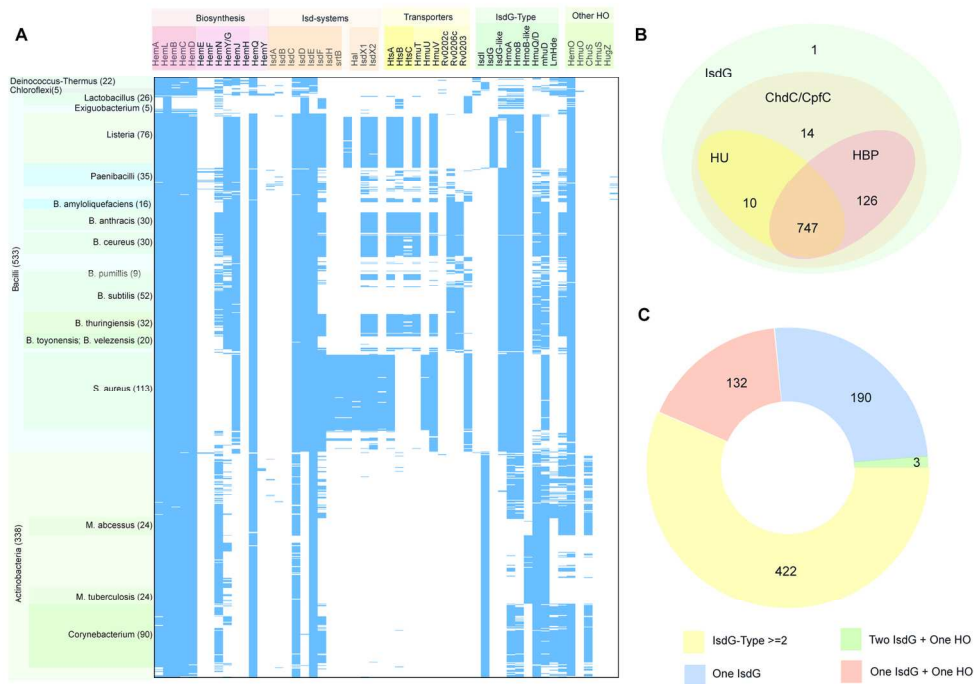 A
Biosynthesis
Isd-systems
Transporters
IsdG-Type
Other HO
HemA
HemL
HemB
HemC
HemD
HemE
HemF
HemN
HemY/G
HemJ
HemH
HemQ
HemY
IsdA
IsdB
IsdC
IsdD
IsdE
IsdF
IsdH
srtB
Hal
IsdX1
IsdX2
HtsA
HtsB
HtsC
HmuT
HmuU
HmuV
Rv0202c
Rv0206c
Rv0203
IsdI
IsdG
IsdG-like
HmoA
HmoB
HmoB-like
HmuQ/D
mhuD
LmHde
HemO
HmuO
ChuS
HmuS
HugZ
Deinococcus-Thermus (22)
Chloroflexi(5)
Lactobacillus (26)
Exiguobacterium (5)
Listeria (76)
Paenibacilli (35)
B. amyloliquefaciens (16)
B. anthracis (30)
B. ceureus (30)
B. pumillis (9)
B. subtilis (52)
B. thuringiensis (32)
B. toyonensis; B. velezensis (20)
S. aureus (113)
Bacilli (533)
M. abcessus (24)
M. tuberculosis (24)
Corynebacterium (90)
Actinobacteria (338)
B
1
IsdG
ChdC/CpfC
14
HU
HBP
10
126
747
C
132
190
3
422
IsdG-Type >=2
Two IsdG + One HO
One IsdG
One IsdG + One HO